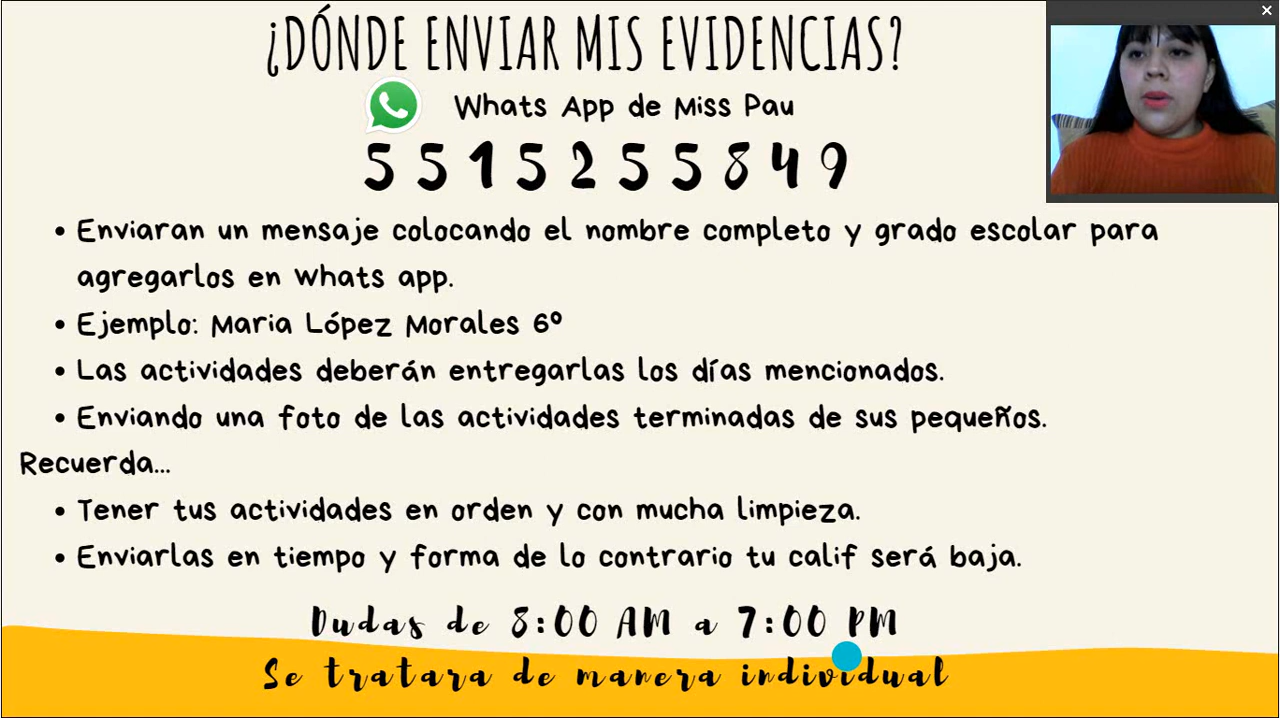 ¿DÓNDE ENVIAR MIS EVIDENCIAS?
Whats App de Miss Pau
5515255849
• Enviaran un mensaje colocando el nombre completo y grado escolar para
agregarlos en Whats app.
• Ejemplo: Maria López Morales 6º
• Las actividades deberán entregarlas los días mencionados.
• Enviando una foto de las actividades terminadas de sus pequeños.
Recuerda...
• Tener tus actividades en orden y con mucha limpieza.
• Enviarlas en tiempo y forma de lo contrario tu calif será baja.
Dudas de 8:00 AM a 7:00 PM
Se tratara de manera individual